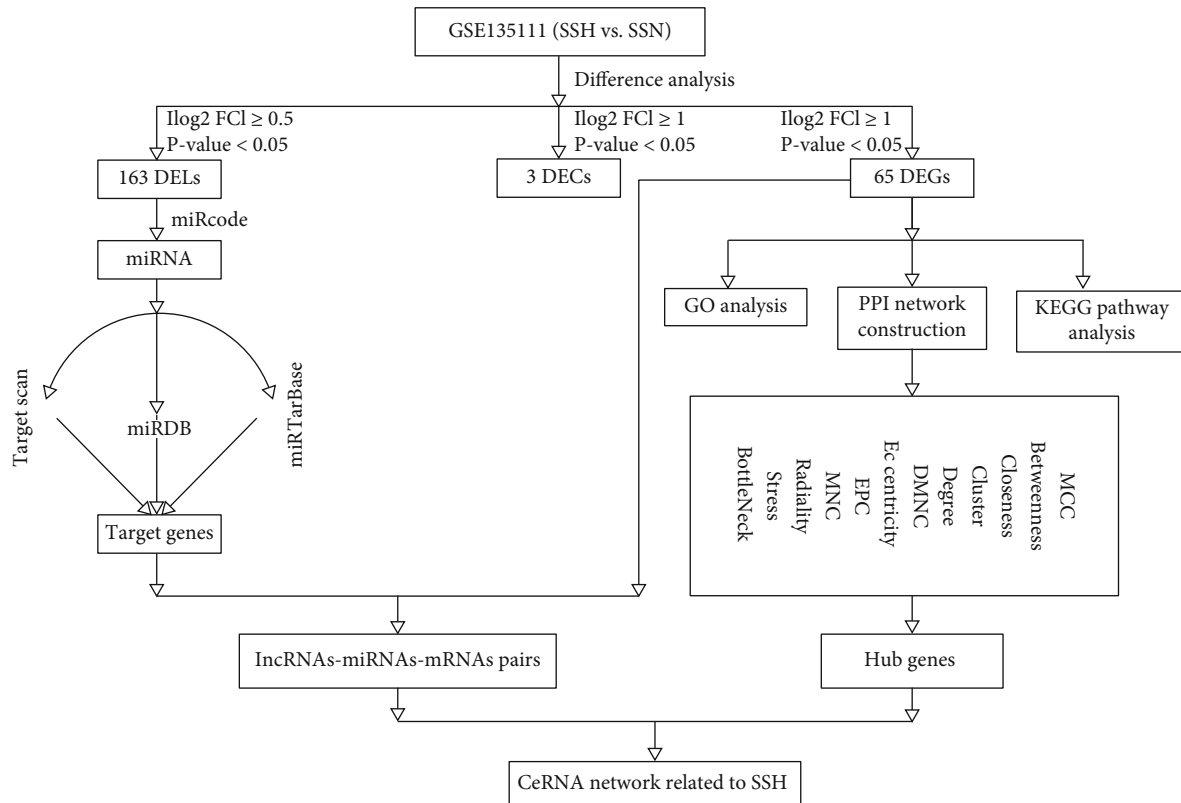 GSE135111 (SSH vs. SSN)
Difference analysis
Ilog2 FCl ≥ 0.5
P-value < 0.05
Ilog2 FCl ≥ 1
P-value < 0.05
Ilog2 FCl ≥ 1
P-value < 0.05
163 DELs
3 DECs
65 DEGs
miRcode
miRNA
GO analysis
PPI network
construction
KEGG pathway
analysis
Target scan
miRDB
miRTarBase
BottleNeck
Stress
Radiality
MNC
EPC
Ec centricity
DMNC
Degree
Cluster
Closeness
Betweenness
MCC
Target genes
IncRNAs-miRNAs-mRNAs pairs
Hub genes
CeRNA network related to SSH